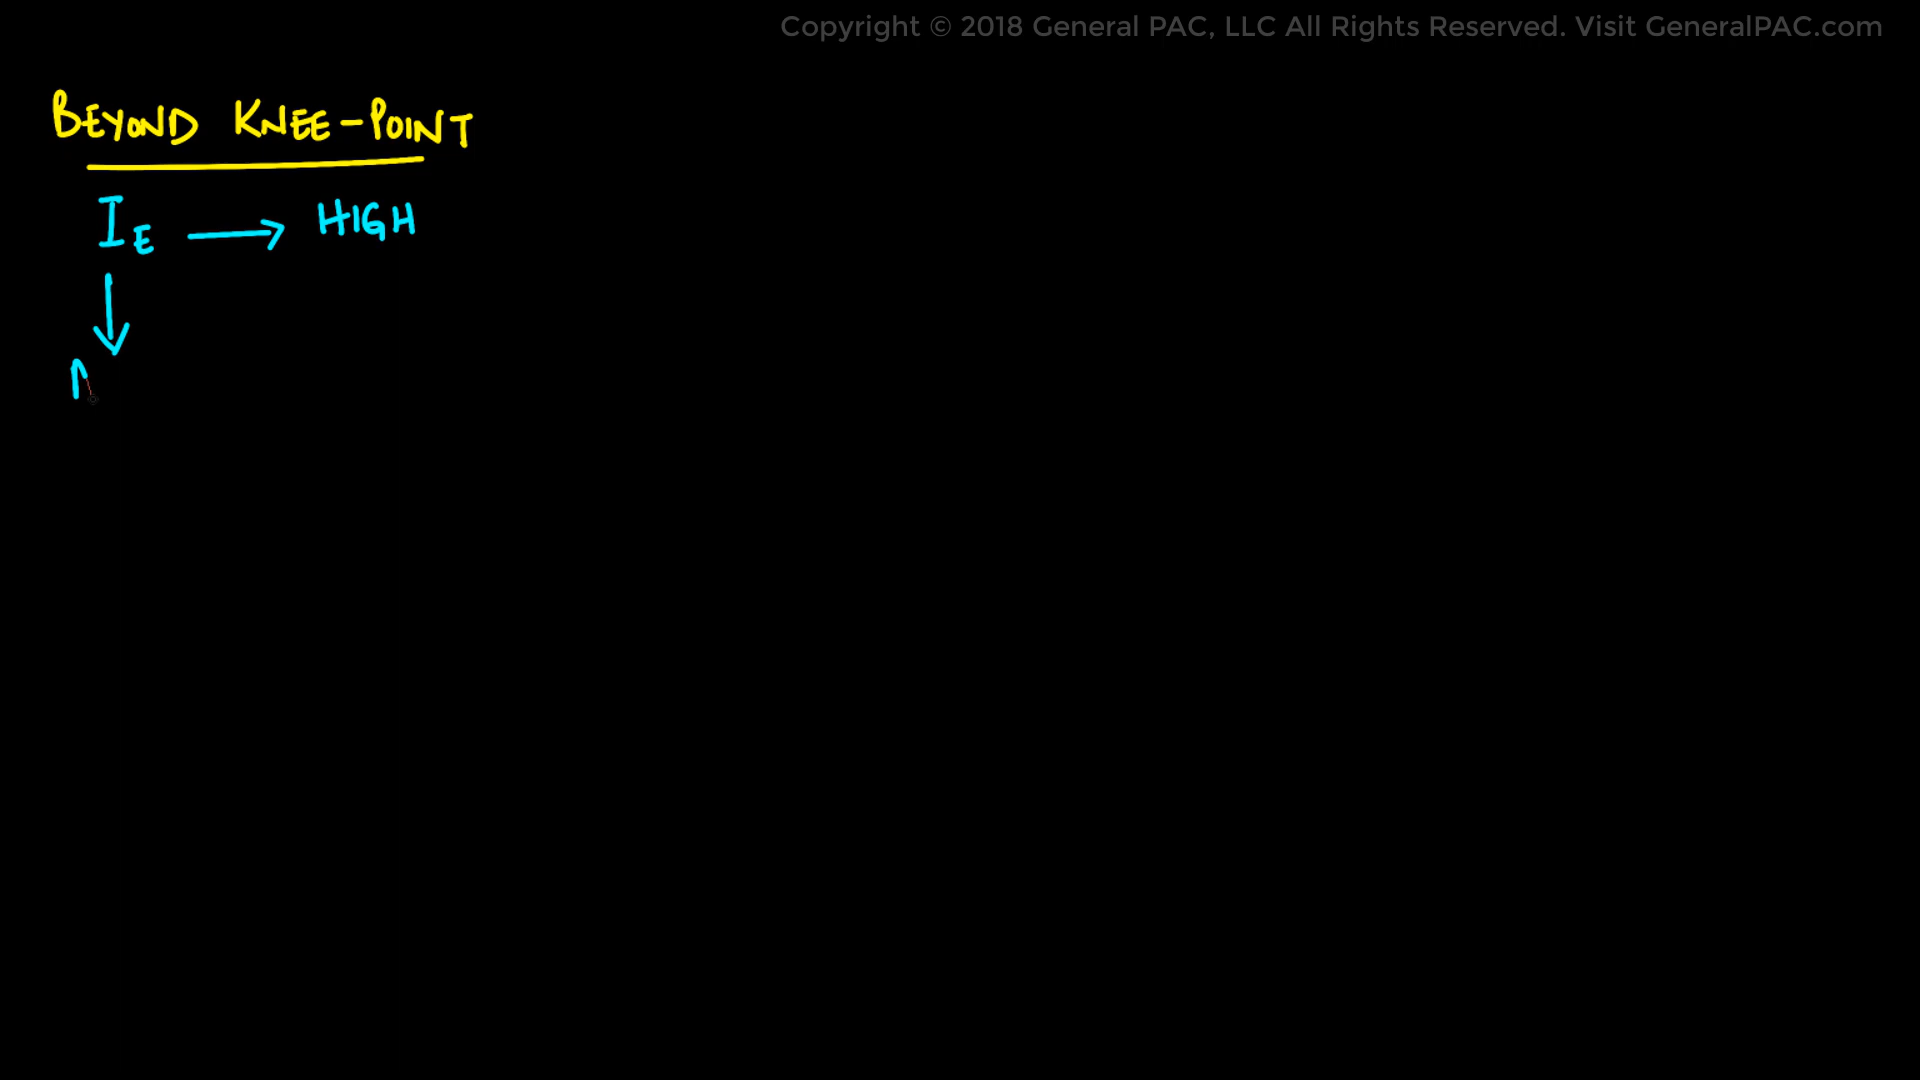 Copyright © 2018 General PAC, LLC All Rights Reserved. Visit GeneralPAC.com
BEYOND KNEE-POINT
IE → HIGH
↓